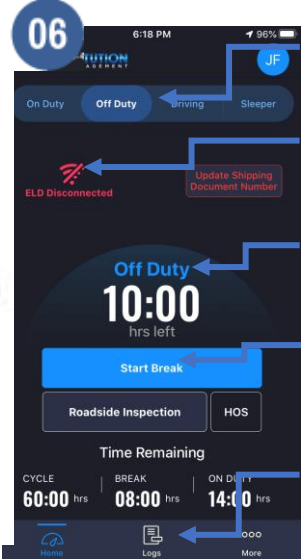 06
6:18 PM
96%
TUTION
AGEMENT
JF
On Duty Off Duty Driving Sleeper
ELD Disconnected
Update Shipping
Document Number
Off Duty
10:00
hrs left
Start Break
Roadside Inspection HOS
Time Remaining
CYCLE BREAK ON DUTY
60:00 hrs 08:00 hrs 14:00 hrs
Home Logs More